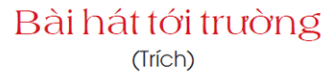 Bài hát tới trường
(Trích)